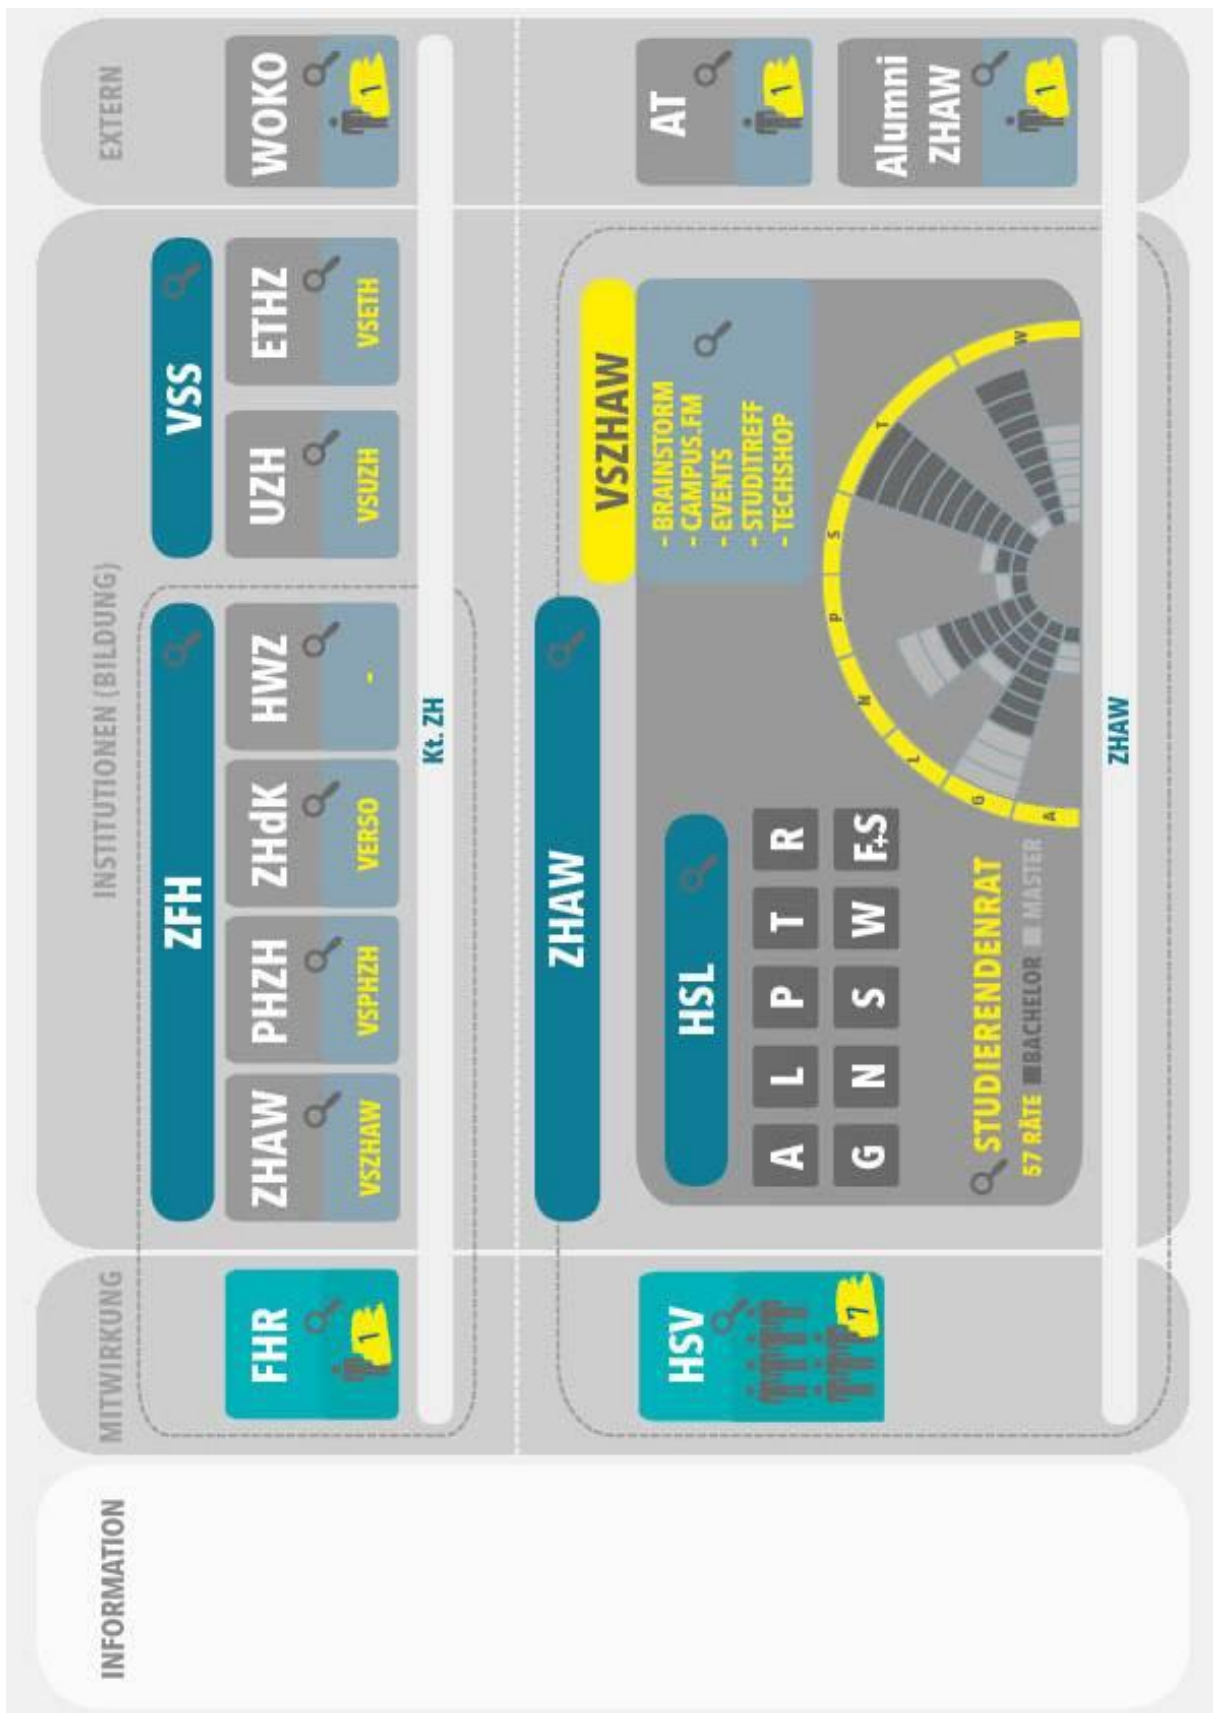 INFORMATION
MITWIRKUNG
INSTITUTIONEN (BILDUNG)
EXTERN
FHR
1
ZFH
ZHAW
VSZHAW
PHZH
VSPHZH
ZHdK
VERSO
HWZ
-
VSS
UZH
VSUZH
ETHZ
VSETH
WOKO
1
Kt. ZH
HSV
7
ZHAW
VSZHAW
- BRAINSTORM
- CAMPUS.FM
- EVENTS
- STUDITREFF
- TECHSHOP
HSL
A L P T R
G N S W F+S
STUDIERENDENRAT
57 RÄTE BACHELOR MASTER
A
G
L
N
P
S
T
W
AT
1
Alumni
ZHAW
1
ZHAW